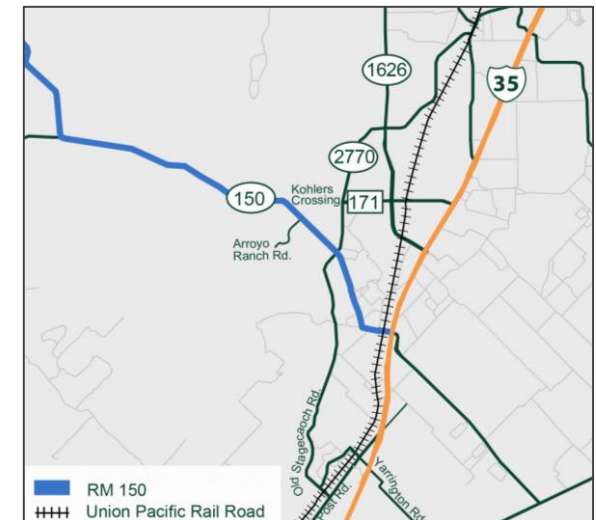 1626
35
2770
150
Kohlers
Crossing
171
Arroyo
Ranch Rd.
Old Stagecaoch Rd.
Post Rd.
Yarrington Rd.
RM 150
Union Pacific Rail Road